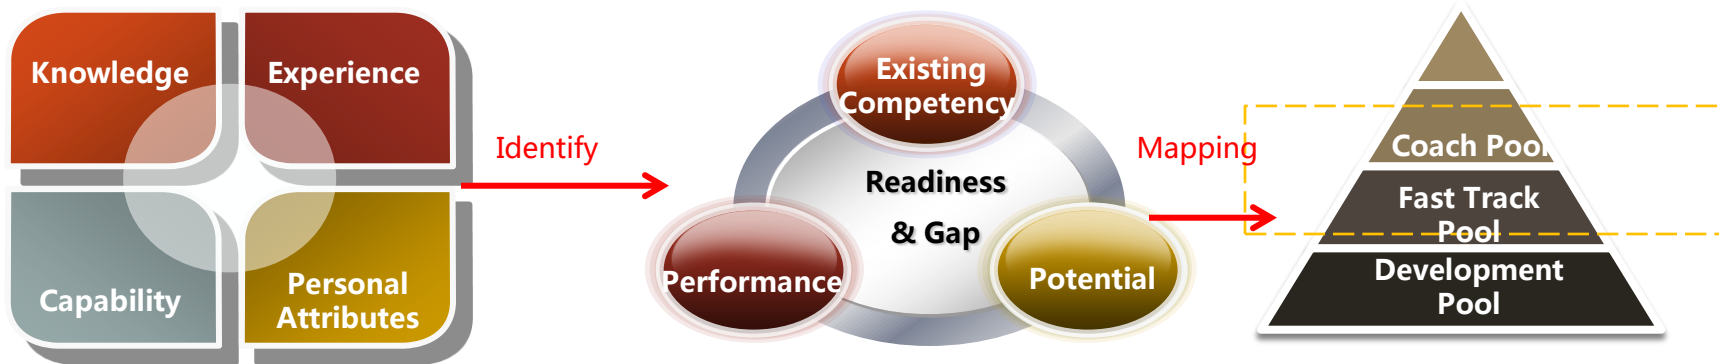 Knowledge
Experience
Capability
Personal
Attributes
Identify
Existing
Competency
Readiness
& Gap
Performance
Potential
Mapping
Coach Pool
Fast Track
Pool
Development
Pool